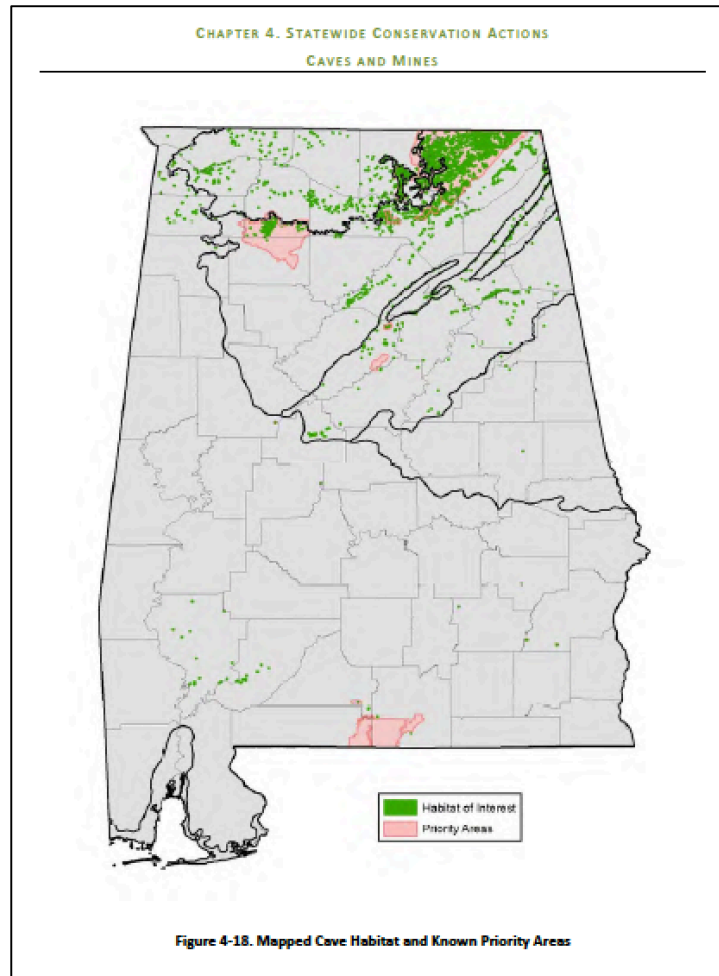 CHAPTER 4. STATEWIDE CONSERVATION ACTIONS
CAVES AND MINES
Habitat of Interest
Priority Areas
Figure 4-18. Mapped Cave Habitat and Known Priority Areas